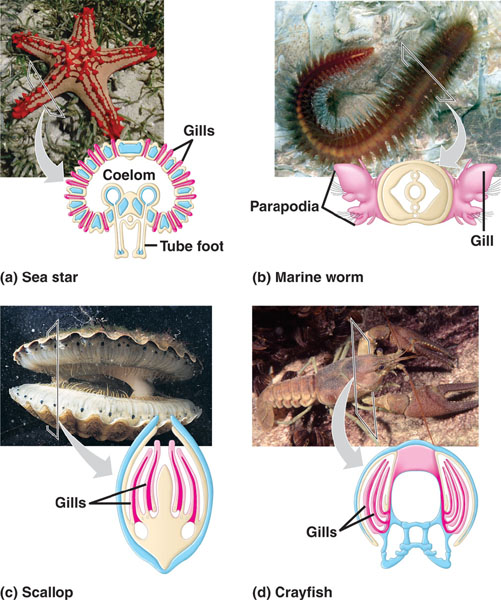 Gills
Coelom
Tube foot
(a) Sea star
Parapodia
Gill
(b) Marine worm
Gills
(c) Scallop
Gills
(d) Crayfish